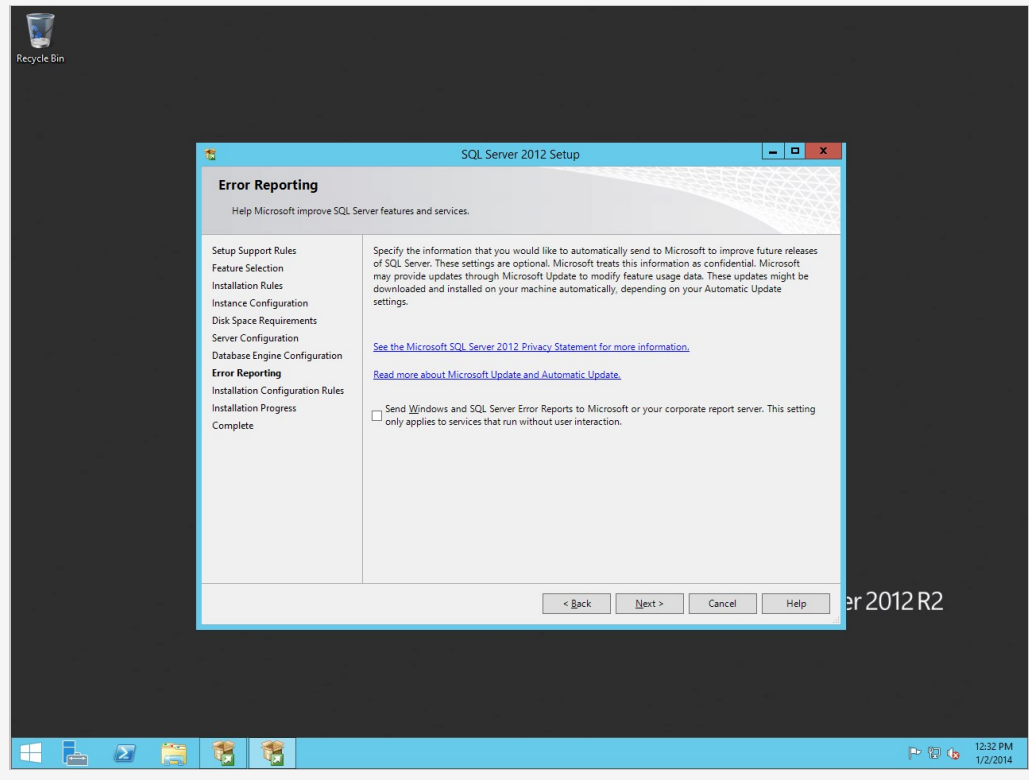 Recycle Bin
SQL Server 2012 Setup
Error Reporting
Help Microsoft improve SQL Server features and services.
Setup Support Rules
Feature Selection
Installation Rules
Instance Configuration
Disk Space Requirements
Server Configuration
Database Engine Configuration
Error Reporting
Installation Configuration Rules
Installation Progress
Complete
Specify the information that you would like to automatically send to Microsoft to improve future releases
of SQL Server. These settings are optional. Microsoft treats this information as confidential. Microsoft
may provide updates through Microsoft Update to modify feature usage data. These updates might be
downloaded and installed on your machine automatically, depending on your Automatic Update
settings.
See the Microsoft SQL Server 2012 Privacy Statement for more information.
Read more about Microsoft Update and Automatic Update.
Send Windows and SQL Server Error Reports to Microsoft or your corporate report server. This setting
only applies to services that run without user interaction.
< Back
Next >
Cancel
Help
er 2012 R2
12:32 PM
1/2/2014